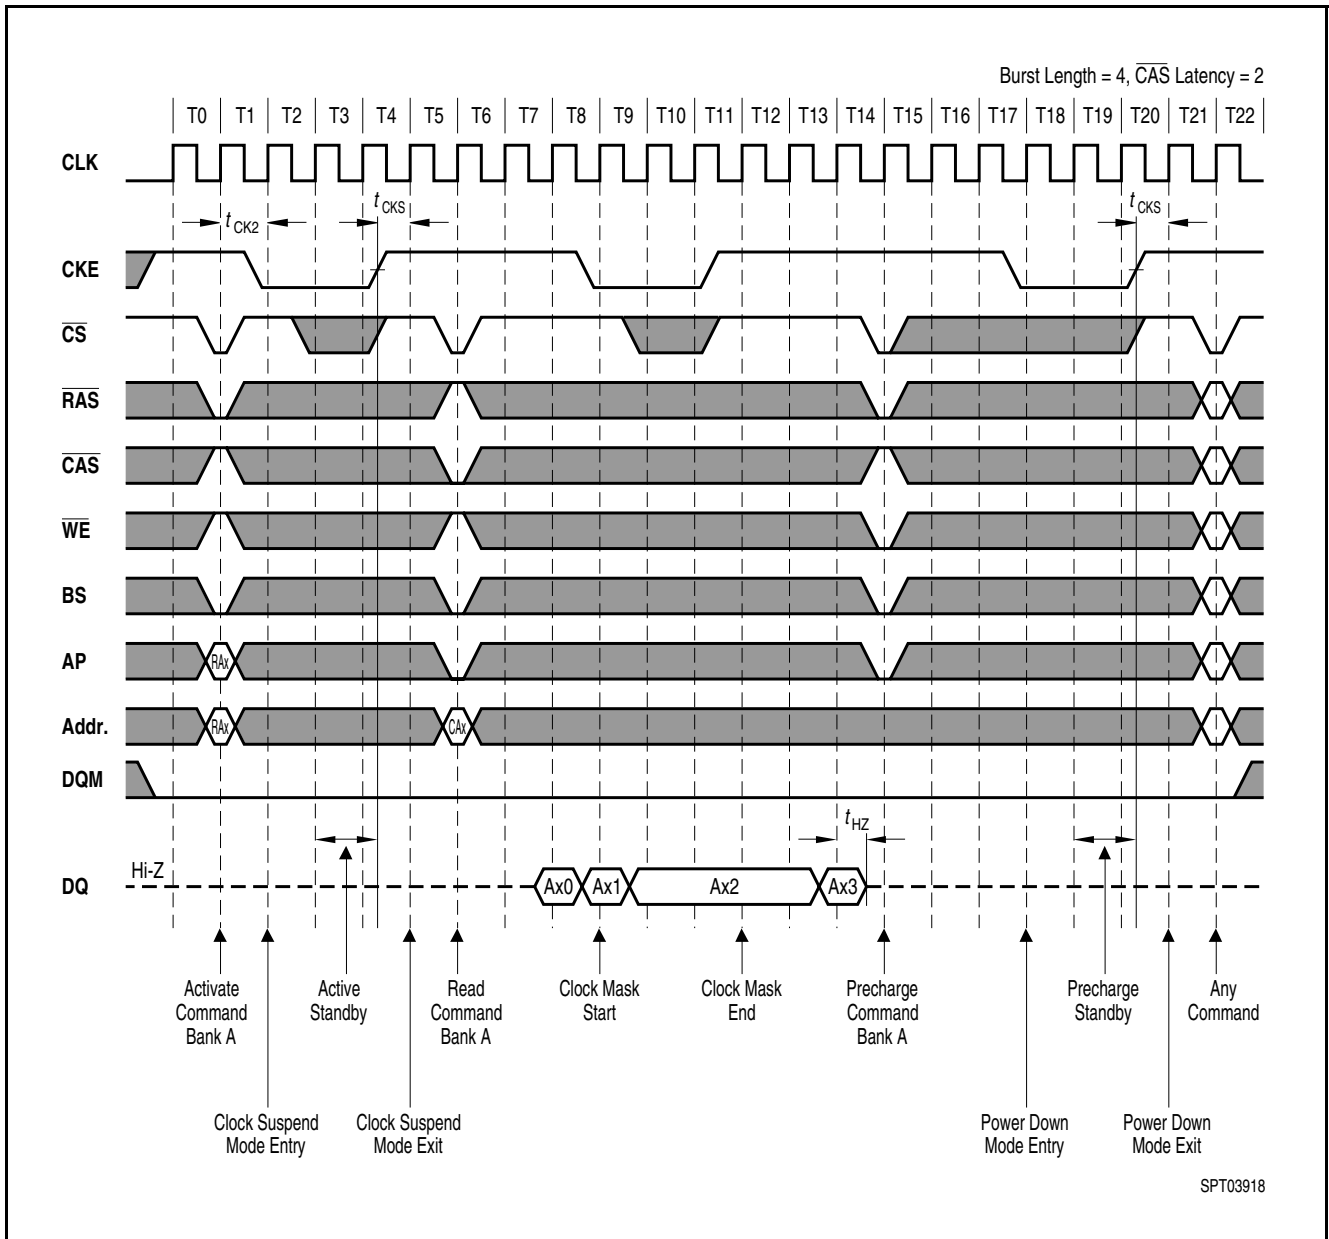 Burst Length = 4, CAS Latency = 2
T0 T1 T2 T3 T4 T5 T6 T7 T8 T9 T10 T11 T12 T13 T14 T15 T16 T17 T18 T19 T20 T21 T22
CLK
t CK2 t CKS t CKS
CKE
CS
RAS
CAS
WE
BS
AP RAx
Addr. RAx CAx
DQM
t HZ
DQ Hi-Z Ax0 Ax1 Ax2 Ax3
Activate Command Bank A
Active Standby
Read Command Bank A
Clock Mask Start
Clock Mask End
Precharge Command Bank A
Precharge Standby
Any Command
Clock Suspend Mode Entry
Clock Suspend Mode Exit
Power Down Mode Entry
Power Down Mode Exit
SPT03918